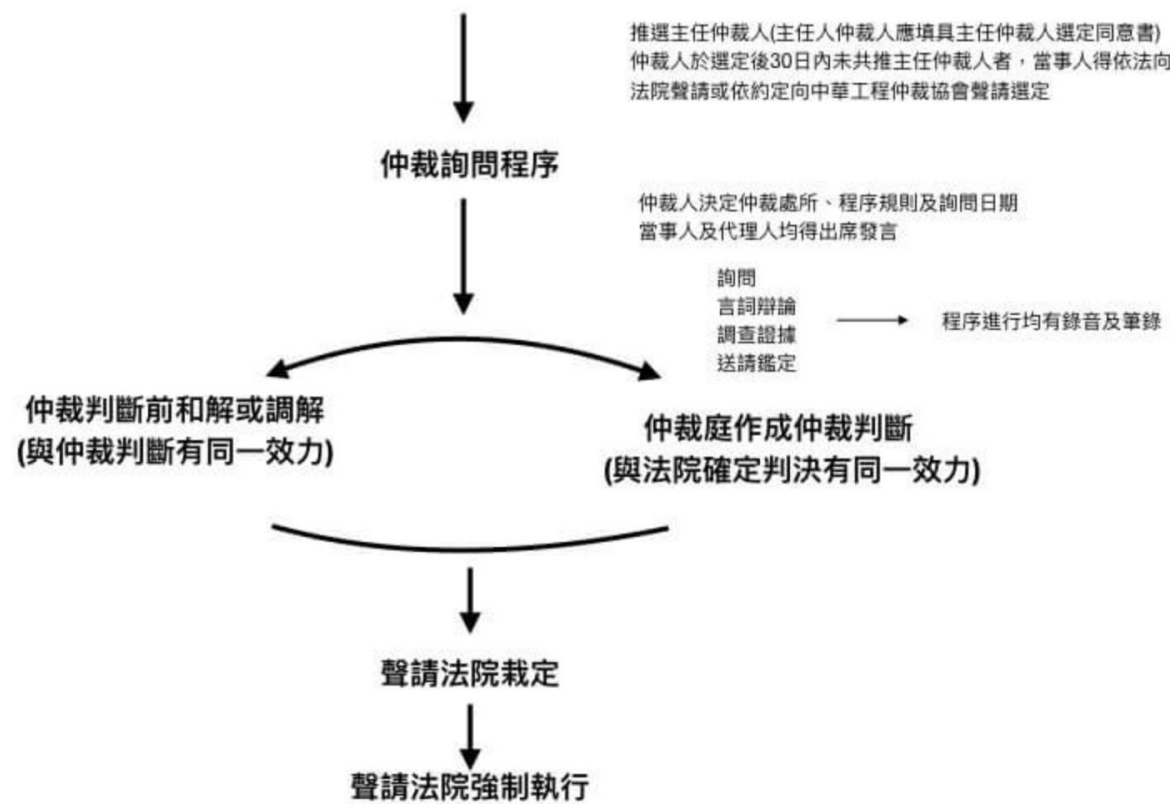 推選主任仲裁人(主任人仲裁人應填具主任仲裁人選定同意書)
仲裁人於選定後30日內未共推主任仲裁人者，當事人得依法向
法院聲請或依約定向中華工程仲裁協會聲請選定
仲裁詢問程序
仲裁人決定仲裁處所、程序規則及詢問日期
當事人及代理人均得出席發言
詢問
言詞辯論
調查證據
送請鑑定
程序進行均有錄音及筆錄
仲裁判斷前和解或調解
(與仲裁判斷有同一效力)
仲裁庭作成仲裁判斷
(與法院確定判決有同一效力)
聲請法院裁定
聲請法院強制執行